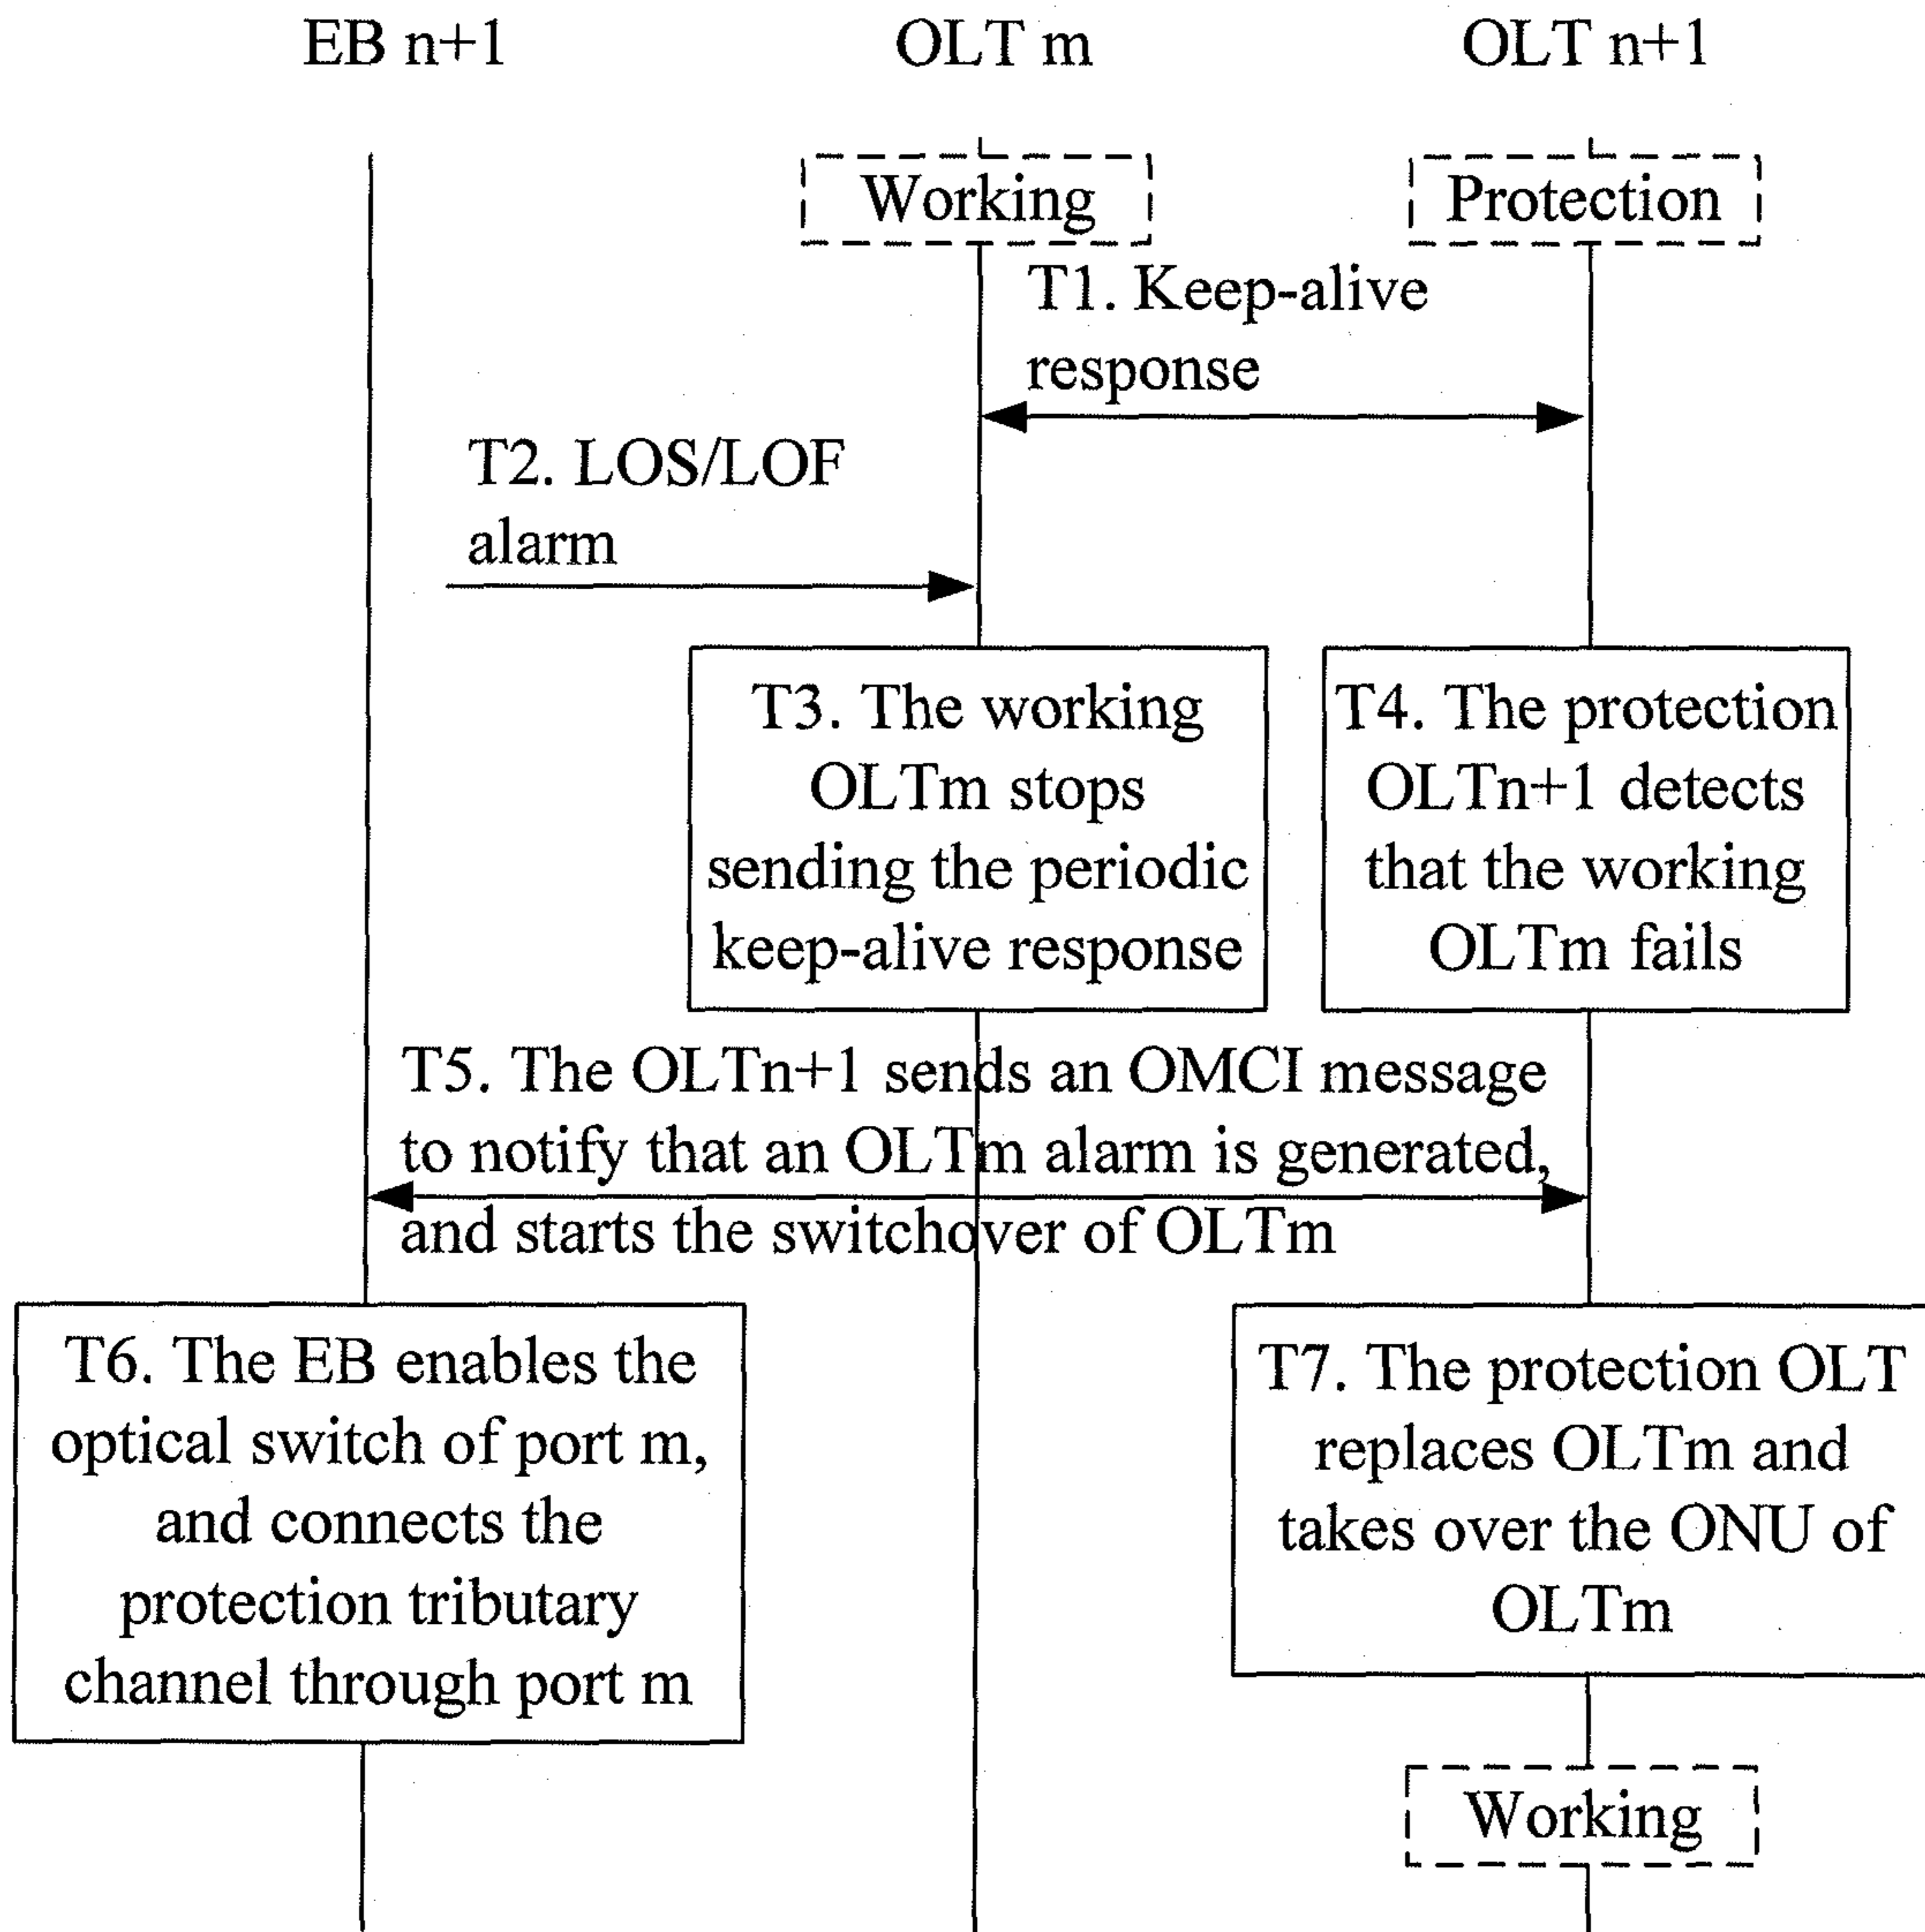 EB n+1
OLT m
OLT n+1
Working
Protection
T1. Keep-alive
response
T2. LOS/LOF
alarm
T3. The working
OLTm stops
sending the periodic
keep-alive response
T4. The protection
OLTn+1 detects
that the working
OLTm fails
T5. The OLTn+1 sends an OMCI message
to notify that an OLTm alarm is generated,
and starts the switchover of OLTm
T6. The EB enables the
optical switch of port m,
and connects the
protection tributary
channel through port m
T7. The protection OLT
replaces OLTm and
takes over the ONU of
OLTm
Working